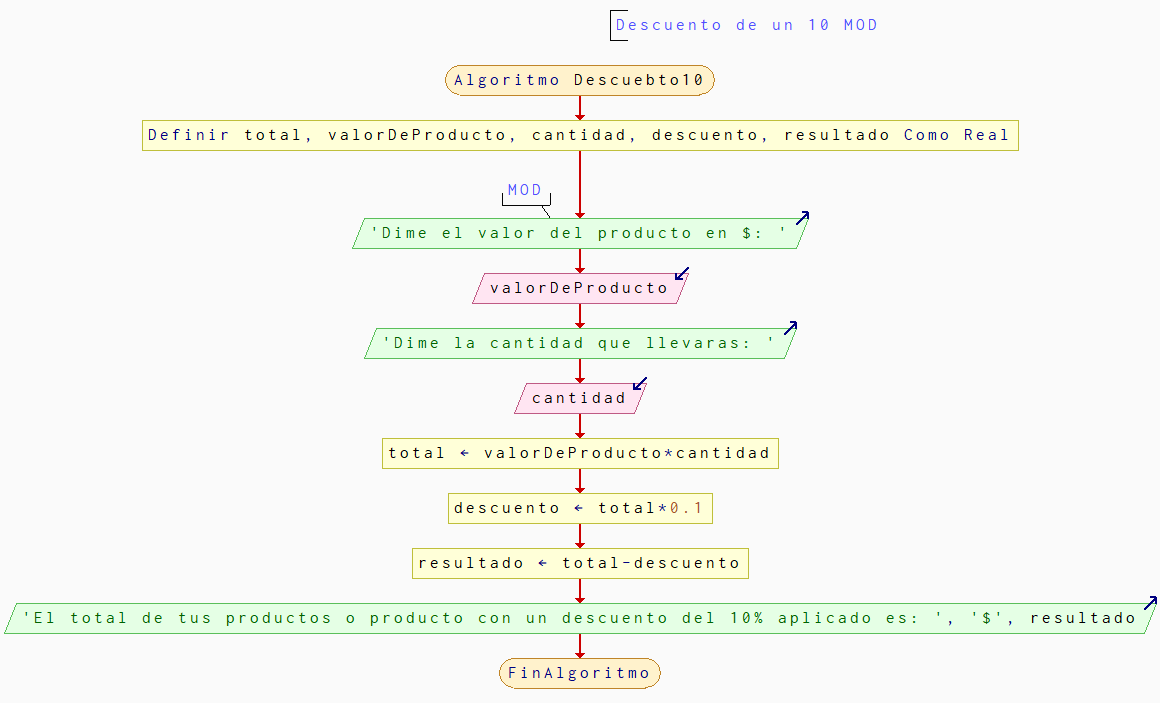 Descuento de un 10 MOD
Algoritmo Descuebto10
Definir total, valorDeProducto, cantidad, descuento, resultado Como Real
MOD
'Dime el valor del producto en $: '
valorDeProducto
'Dime la cantidad que llevaras: '
cantidad
total ← valorDeProducto*cantidad
descuento ← total*0.1
resultado ← total-descuento
'El total de tus productos o producto con un descuento del 10% aplicado es: ', '$', resultado
FinAlgoritmo